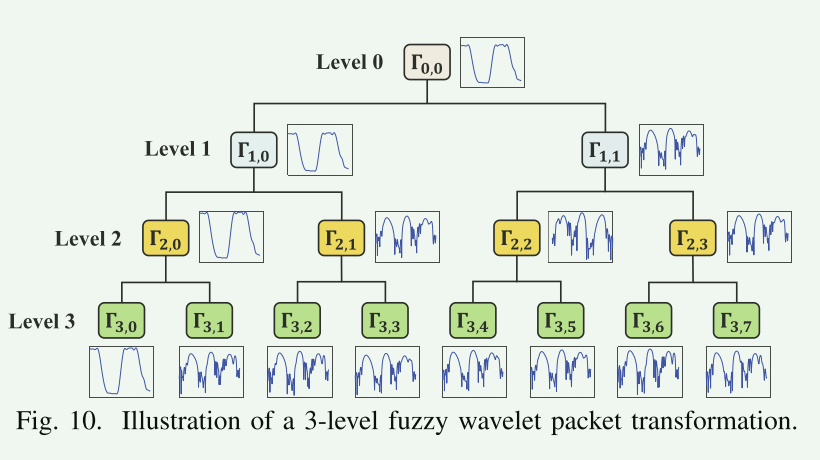 Level 0 Γ0,0
Level 1 Γ1,0 Γ1,1
Level 2 Γ2,0 Γ2,1 Γ2,2 Γ2,3
Level 3 Γ3,0 Γ3,1 Γ3,2 Γ3,3 Γ3,4 Γ3,5 Γ3,6 Γ3,7
Fig. 10. Illustration of a 3-level fuzzy wavelet packet transformation.